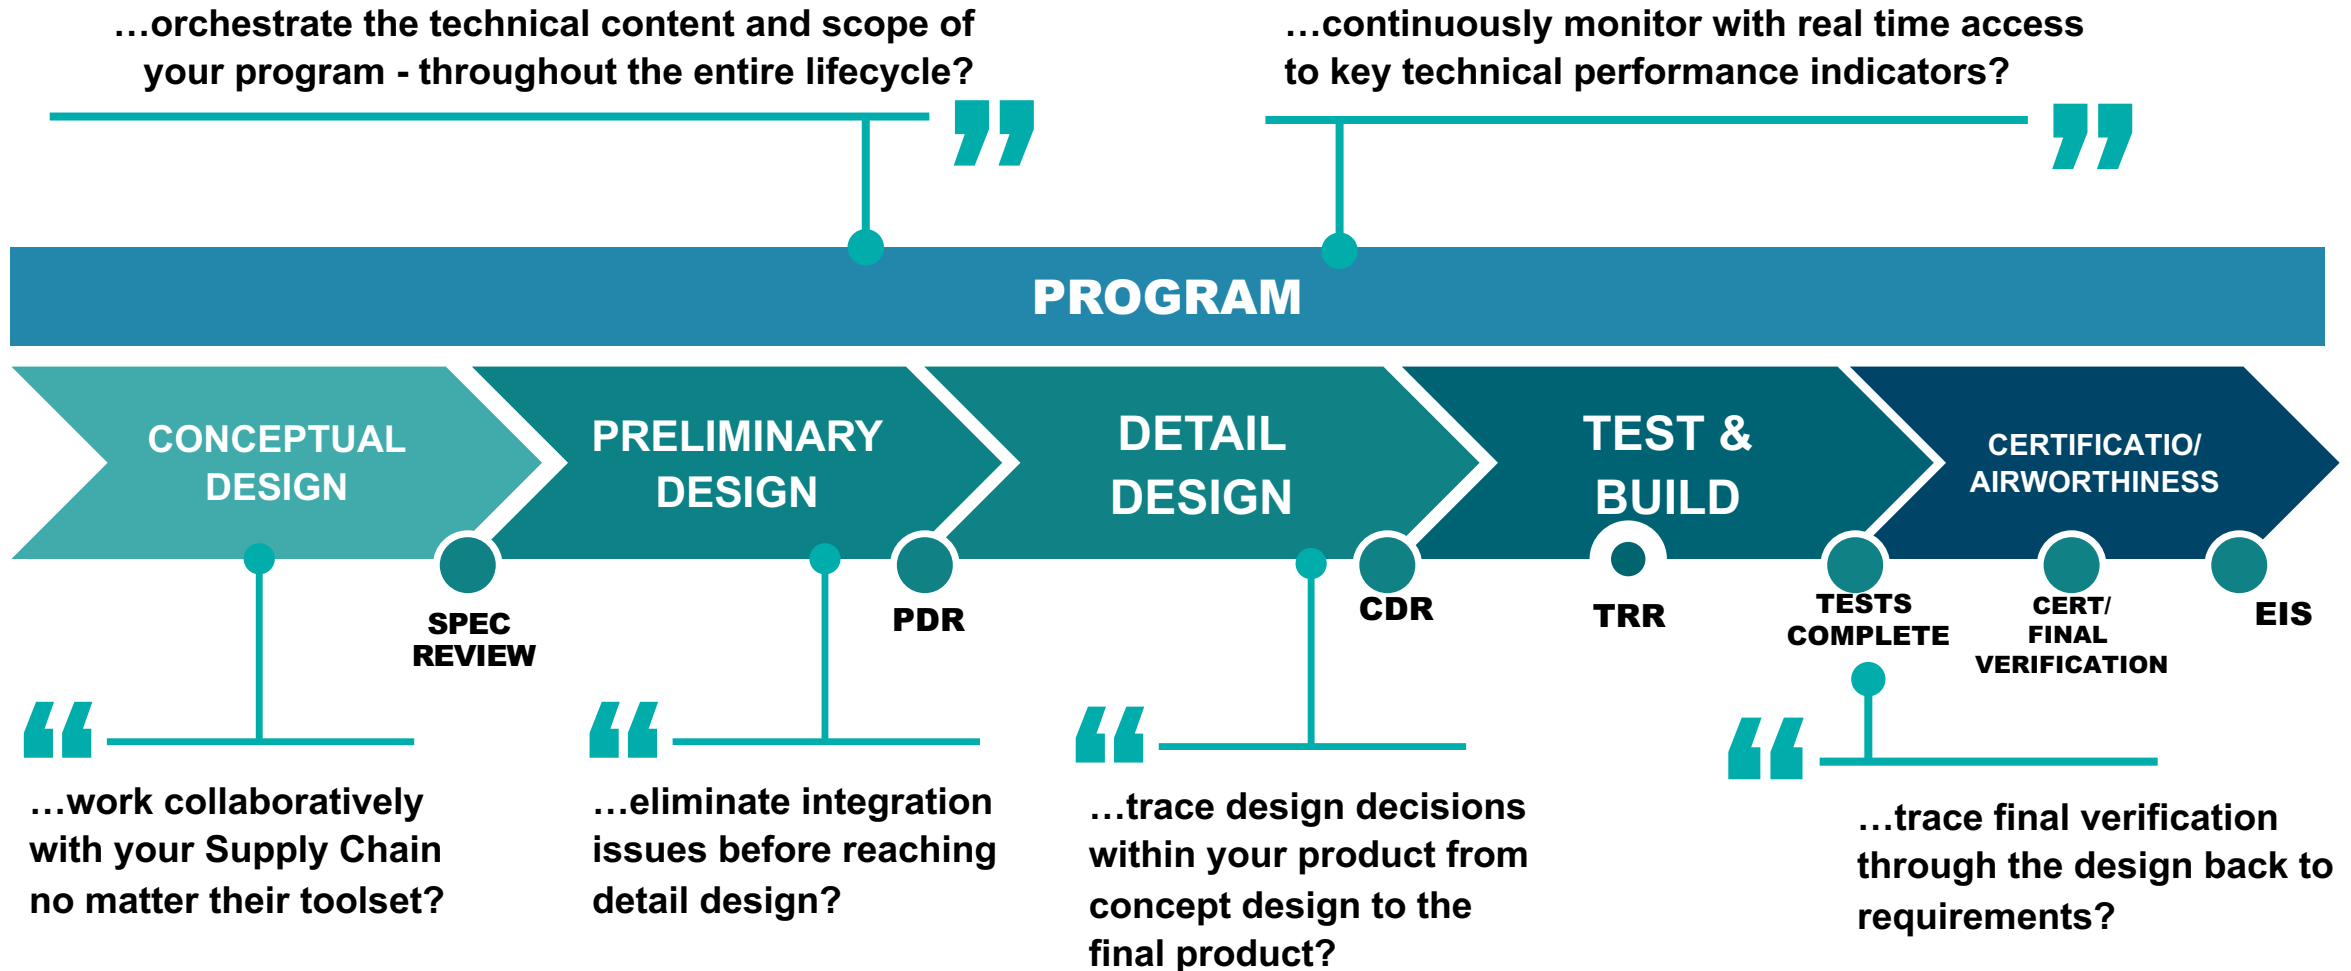 …orchestrate the technical content and scope of
your program - throughout the entire lifecycle?
…continuously monitor with real time access
to key technical performance indicators?
”
”
PROGRAM
CONCEPTUAL
DESIGN
PRELIMINARY
DESIGN
DETAIL
DESIGN
TEST &
BUILD
CERTIFICATIO/
AIRWORTHINESS
SPEC
REVIEW
PDR
CDR
TRR
TESTS
COMPLETE
CERT/
FINAL
VERIFICATION
EIS
“
…work collaboratively
with your Supply Chain
no matter their toolset?
“
…eliminate integration
issues before reaching
detail design?
“
…trace design decisions
within your product from
concept design to the
final product?
“
…trace final verification
through the design back to
requirements?